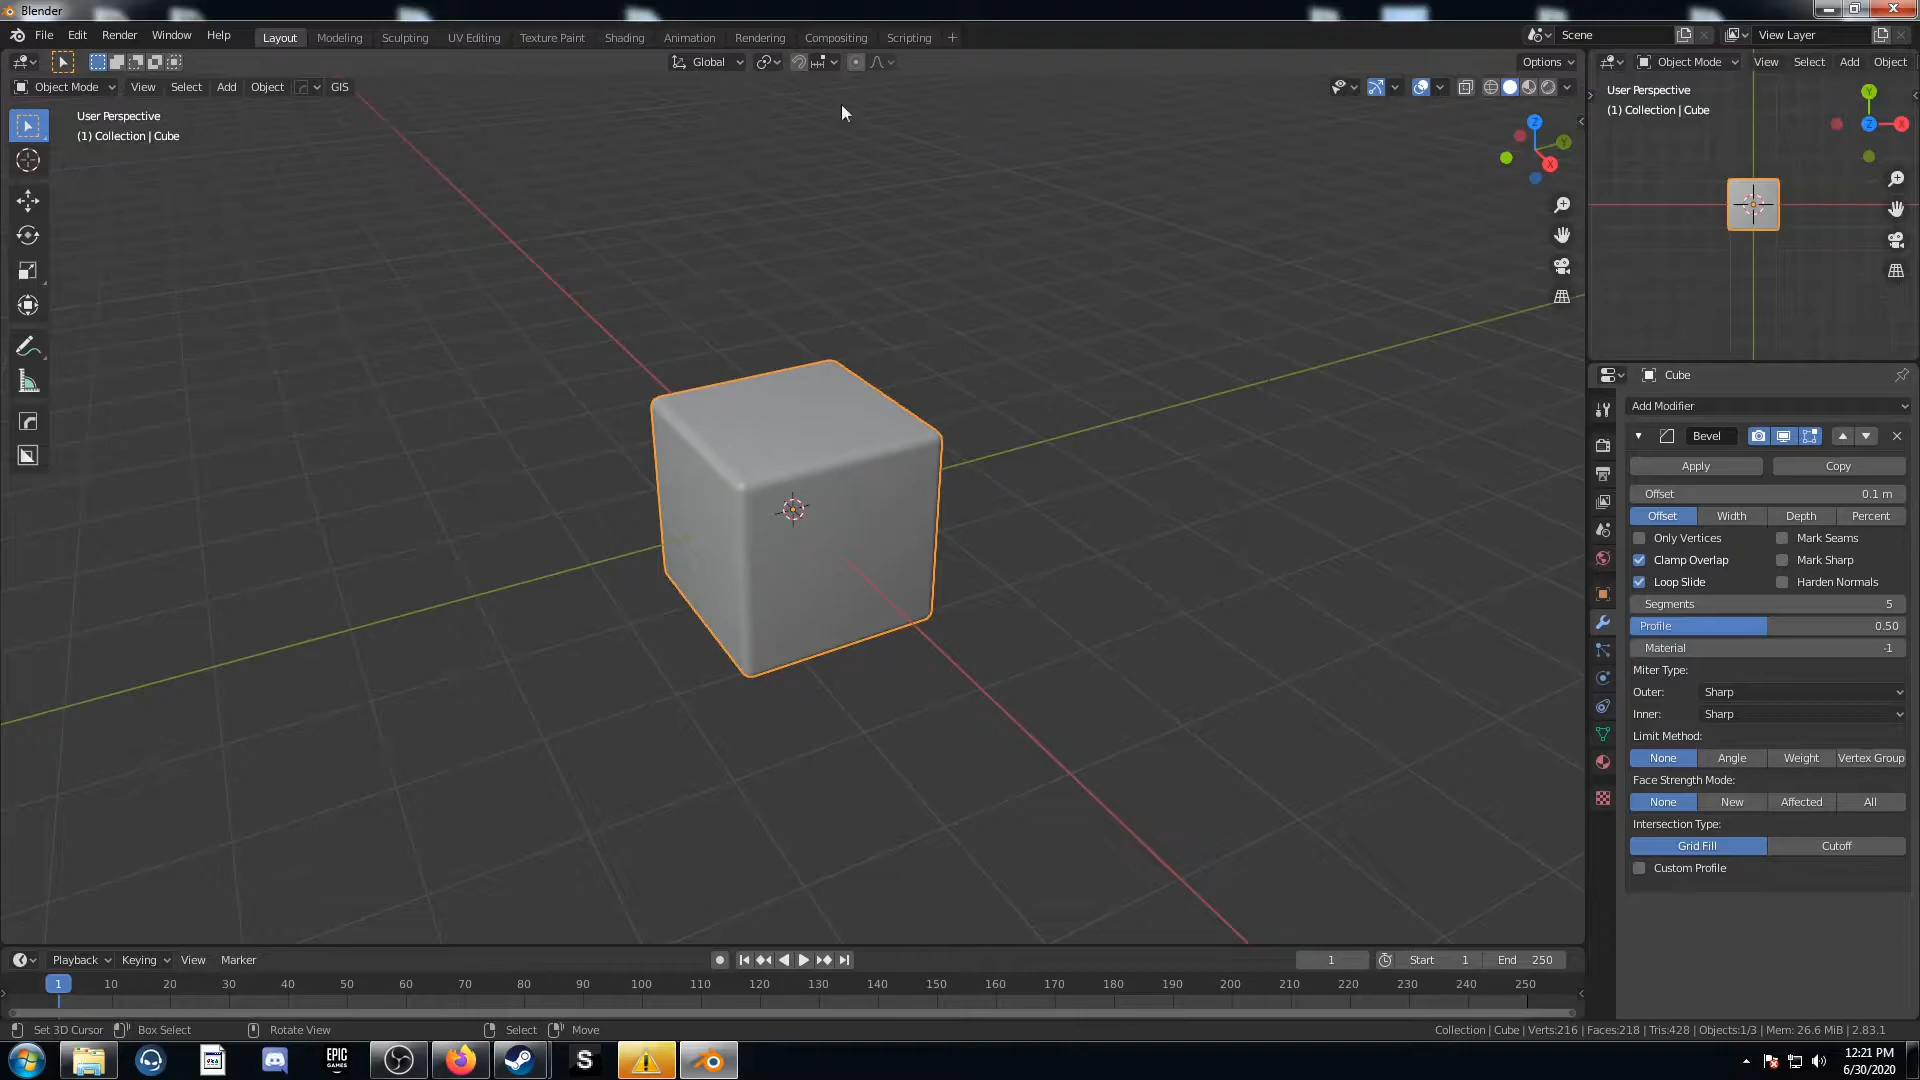 Blender
File Edit Render Window Help Layout Modeling Sculpting UV Editing Texture Paint Shading Animation Rendering Compositing Scripting + Scene View Layer
Global Options Object Mode View Select Add Object
Object Mode View Select Add Object GIS
User Perspective
(1) Collection | Cube
User Perspective
(1) Collection | Cube
Z
Y
X
Y
Z
X
Cube
Add Modifier
Bevel
Apply Copy
Offset 0.1 m
Offset Width Depth Percent
Only Vertices Mark Seams
Clamp Overlap Mark Sharp
Loop Slide Harden Normals
Segments 5
Profile 0.50
Material -1
Miter Type:
Outer: Sharp
Inner: Sharp
Limit Method:
None Angle Weight Vertex Group
Face Strength Mode:
None New Affected All
Intersection Type:
Grid Fill Cutoff
Custom Profile
Playback Keying View Marker 1 Start 1 End 250
1 10 20 30 40 50 60 70 80 90 100 110 120 130 140 150 160 170 180 190 200 210 220 230 240 250
Set 3D Cursor Box Select Rotate View Select Move Collection | Cube | Verts:216 | Faces:218 | Tris:428 | Objects:1/3 | Mem: 26.6 MiB | 2.83.1
EPIC
GAMES
S
12:21 PM
6/30/2020